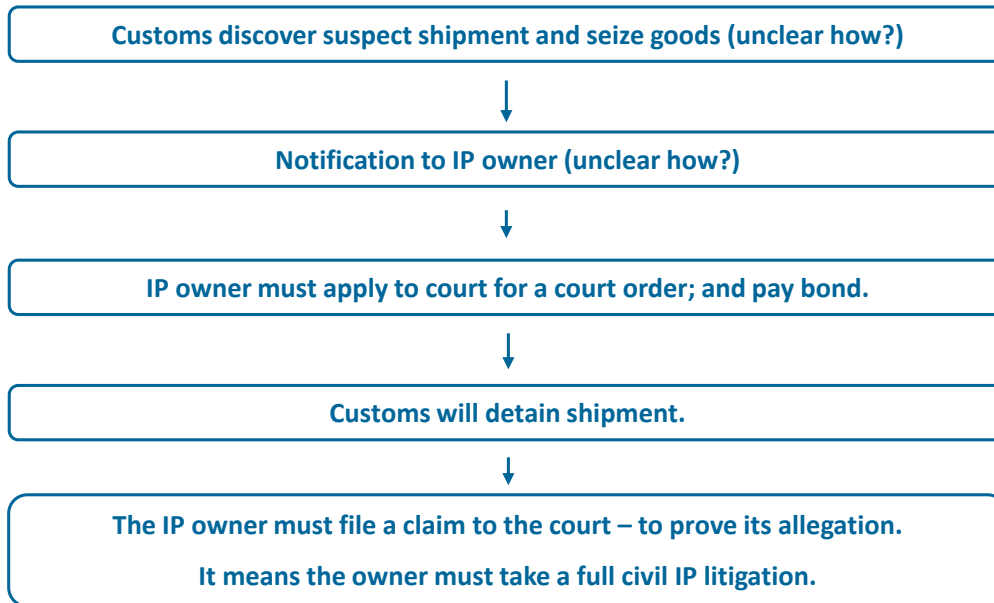 Customs discover suspect shipment and seize goods (unclear how?)
Notification to IP owner (unclear how?)
IP owner must apply to court for a court order; and pay bond.
Customs will detain shipment.
The IP owner must file a claim to the court – to prove its allegation.
It means the owner must take a full civil IP litigation.